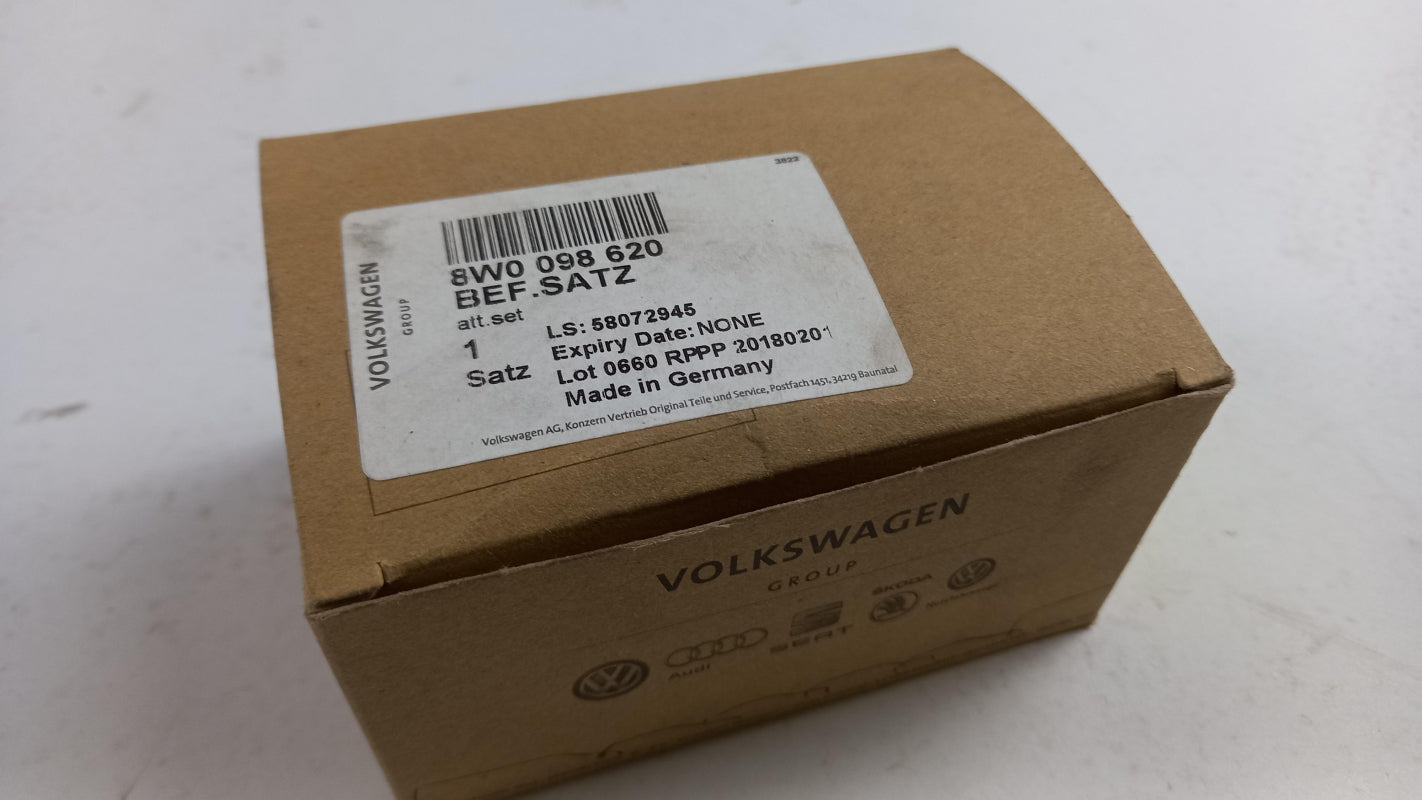 3822
VOLKSWAGEN
GROUP
8W0 098 620
BEF.SATZ
att.set
1
Satz
LS: 58072945
Expiry Date: NONE
Lot 0660 RPPP 20180201
Made in Germany
Volkswagen AG, Konzern Vertrieb Original Teile und Service, Postfach 1451, 34219 Baunatal
VOLKSWAGEN
GROUP
Audi
SEAT
ŠKODA